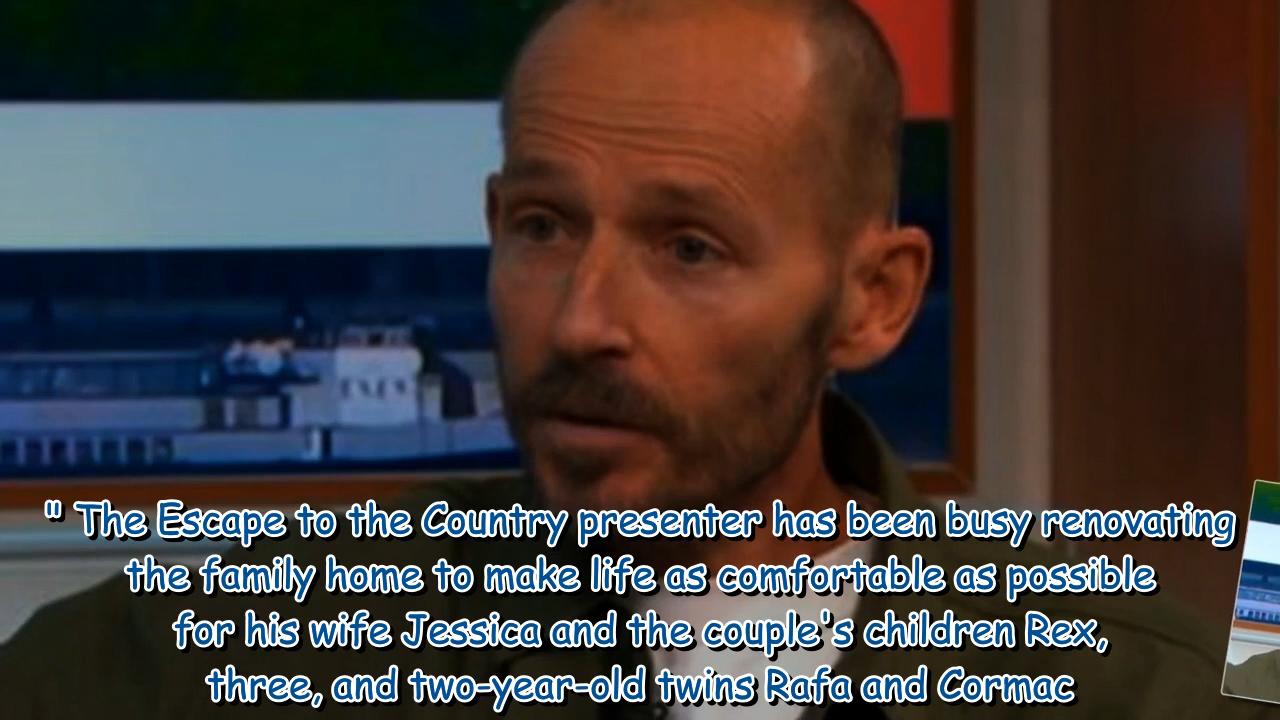 " The Escape to the Country presenter has been busy renovating
the family home to make life as comfortable as possible
for his wife Jessica and the couple's children Rex,
three, and two-year-old twins Rafa and Cormac